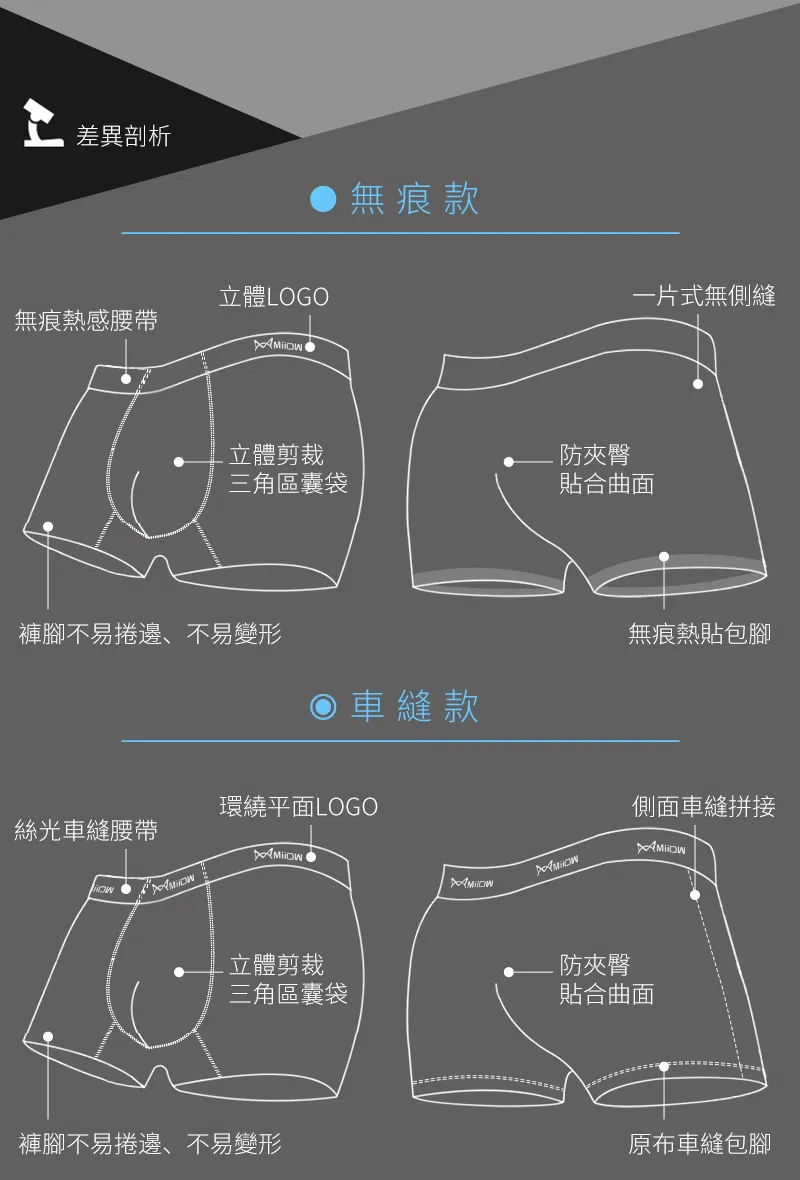 差異剖析
無痕款
立體LOGO
一片式無側縫
無痕熱感腰帶
MiiOW
立體剪裁
三角區囊袋
防夾臀
貼合曲面
褲腳不易捲邊、不易變形
無痕熱貼包腳
車縫款
環繞平面LOGO
側面車縫拼接
絲光車縫腰帶
MiiOW
MiiOW
iiOW
MiiOW
MiiOW
MiiOW
立體剪裁
三角區囊袋
防夾臀
貼合曲面
褲腳不易捲邊、不易變形
原布車縫包腳